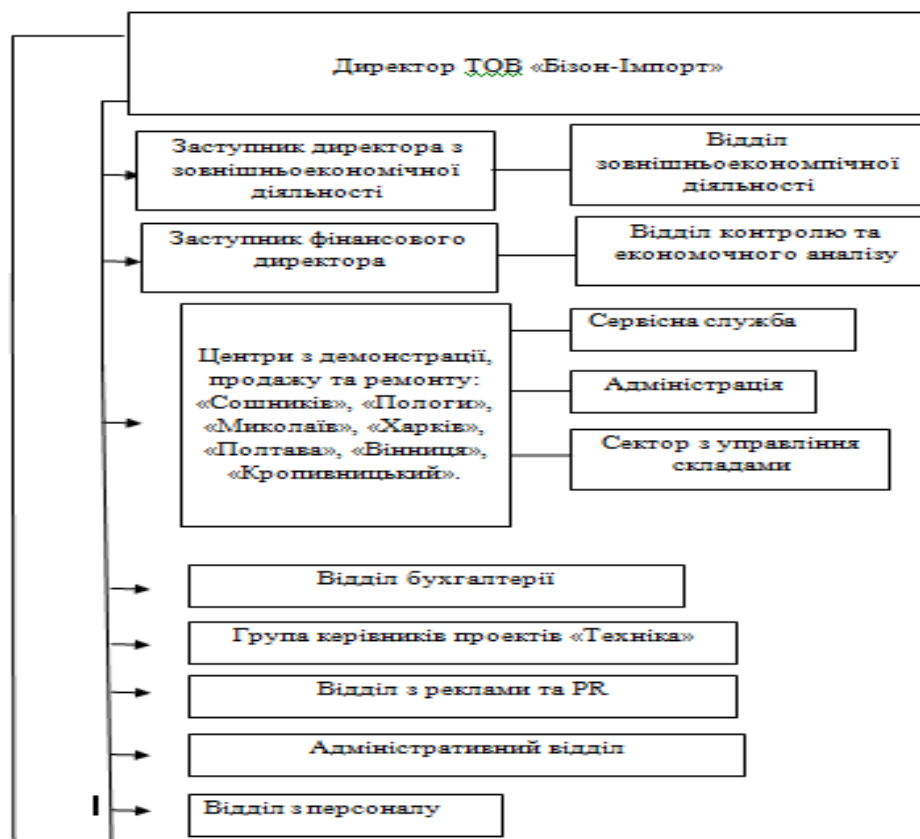 Директор ТОВ «Бізон-Імпорт»
Заступник директора з
зовнішньоекономічної
діяльності
Відділ
зовнішньоекономпічної
діяльності
Заступник фінансового
директора
Відділ контролю та
економочного аналізу
Центри з демонстрації,
продажу та ремонту:
«Сошників», «Пологи»,
«Миколаїв», «Харків»,
«Полтава», «Вінниця»,
«Кропивницький».
Сервісна служба
Адміністрація
Сектор з управління
складами
Відділ бухгалтерії
Група керівників проектів «Техніка»
Відділ з реклами та PR
Адміністративний відділ
Відділ з персоналу